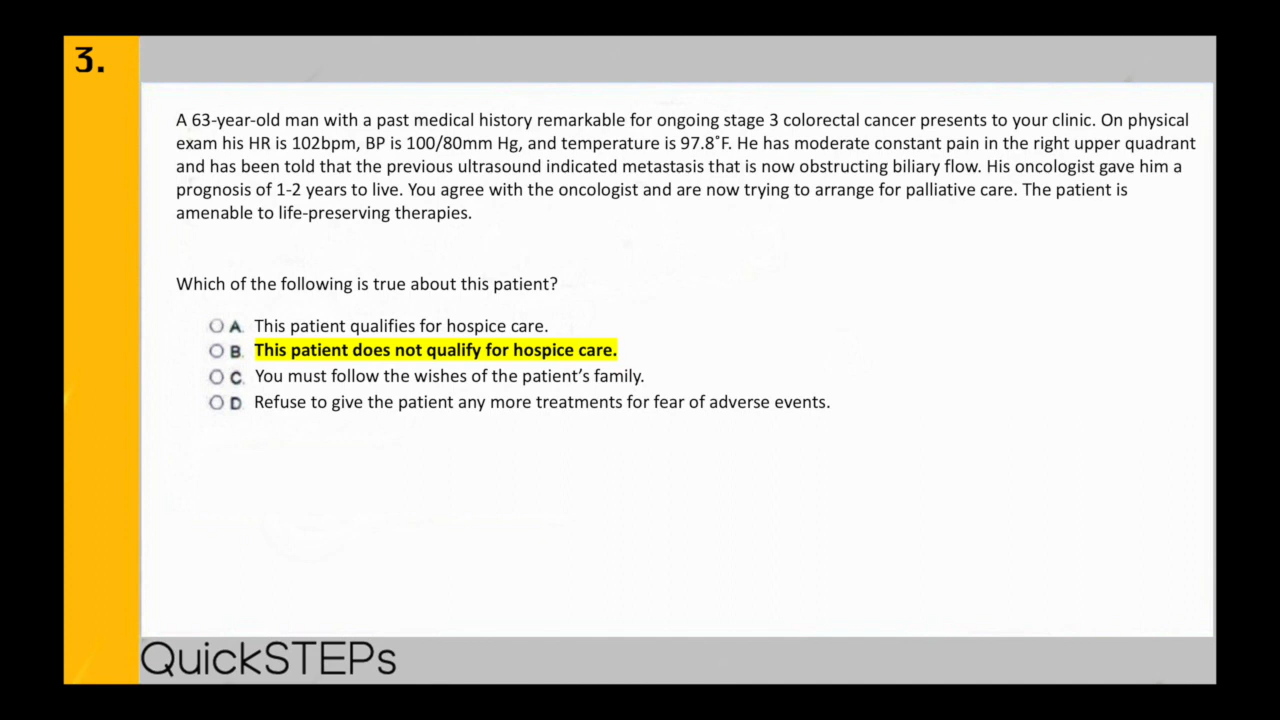 3.
A 63-year-old man with a past medical history remarkable for ongoing stage 3 colorectal cancer presents to your clinic. On physical
exam his HR is 102bpm, BP is 100/80mm Hg, and temperature is 97.8˚F. He has moderate constant pain in the right upper quadrant
and has been told that the previous ultrasound indicated metastasis that is now obstructing biliary flow. His oncologist gave him a
prognosis of 1-2 years to live. You agree with the oncologist and are now trying to arrange for palliative care. The patient is
amenable to life-preserving therapies.
Which of the following is true about this patient?
A. This patient qualifies for hospice care.
B. This patient does not qualify for hospice care.
C. You must follow the wishes of the patient's family.
D. Refuse to give the patient any more treatments for fear of adverse events.
QuickSTEPs